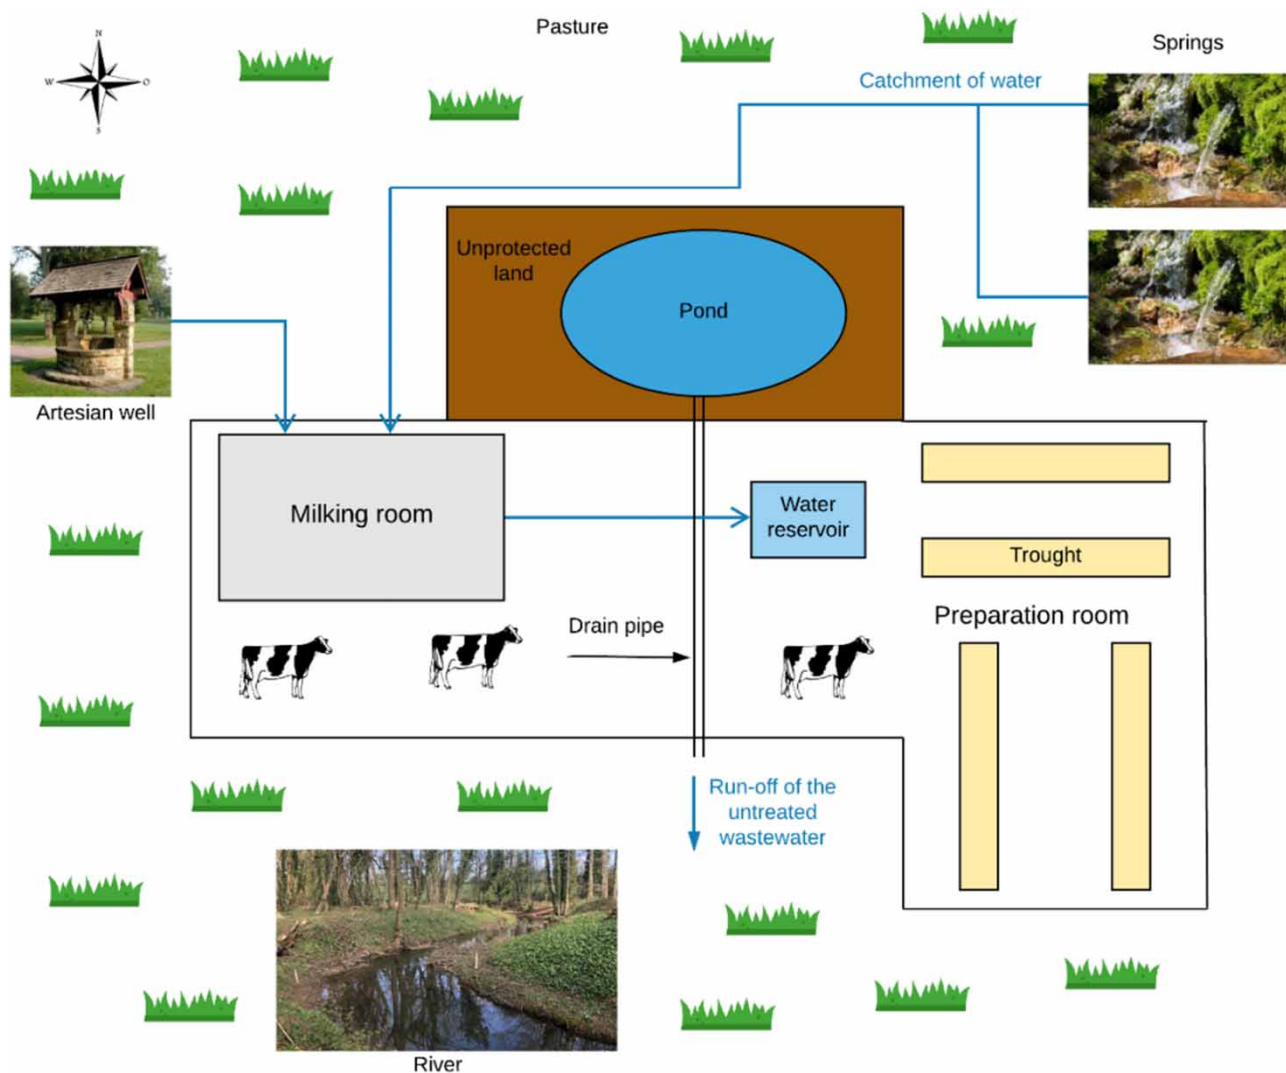 Pasture
Springs
N
W
O
S
Catchment of water
Unprotected
land
Pond
Artesian well
Milking room
Water
reservoir
Trought
Preparation room
Drain pipe
Run-off of the
untreated
wastewater
River